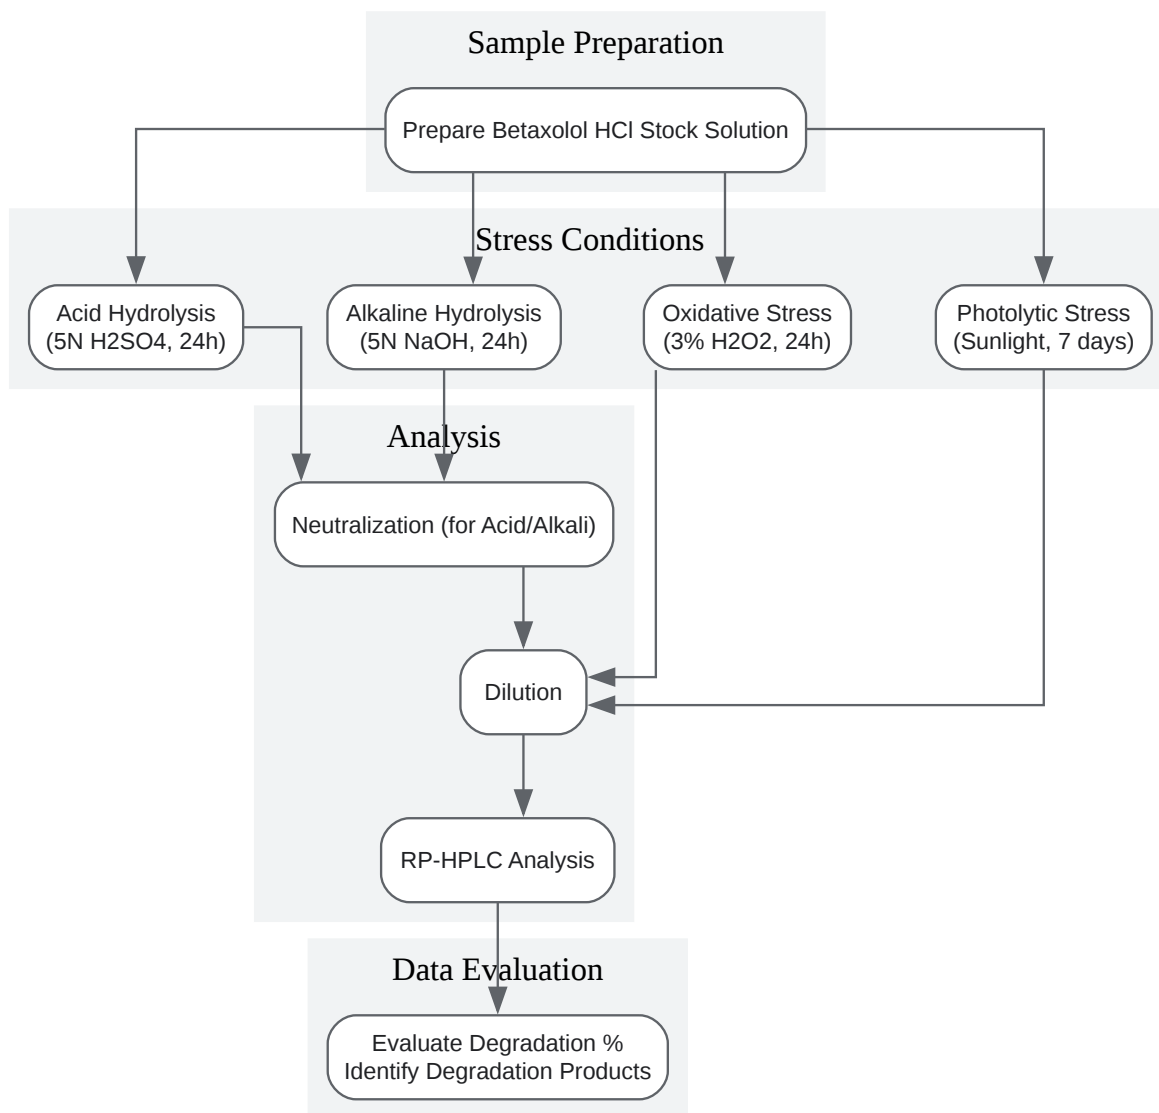 Sample Preparation
Prepare Betaxolol HCl Stock Solution
Stress Conditions
Acid Hydrolysis
(5N H2SO4, 24h)
Alkaline Hydrolysis
(5N NaOH, 24h)
Oxidative Stress
(3% H2O2, 24h)
Photolytic Stress
(Sunlight, 7 days)
Analysis
Neutralization (for Acid/Alkali)
Dilution
RP-HPLC Analysis
Data Evaluation
Evaluate Degradation %
Identify Degradation Products